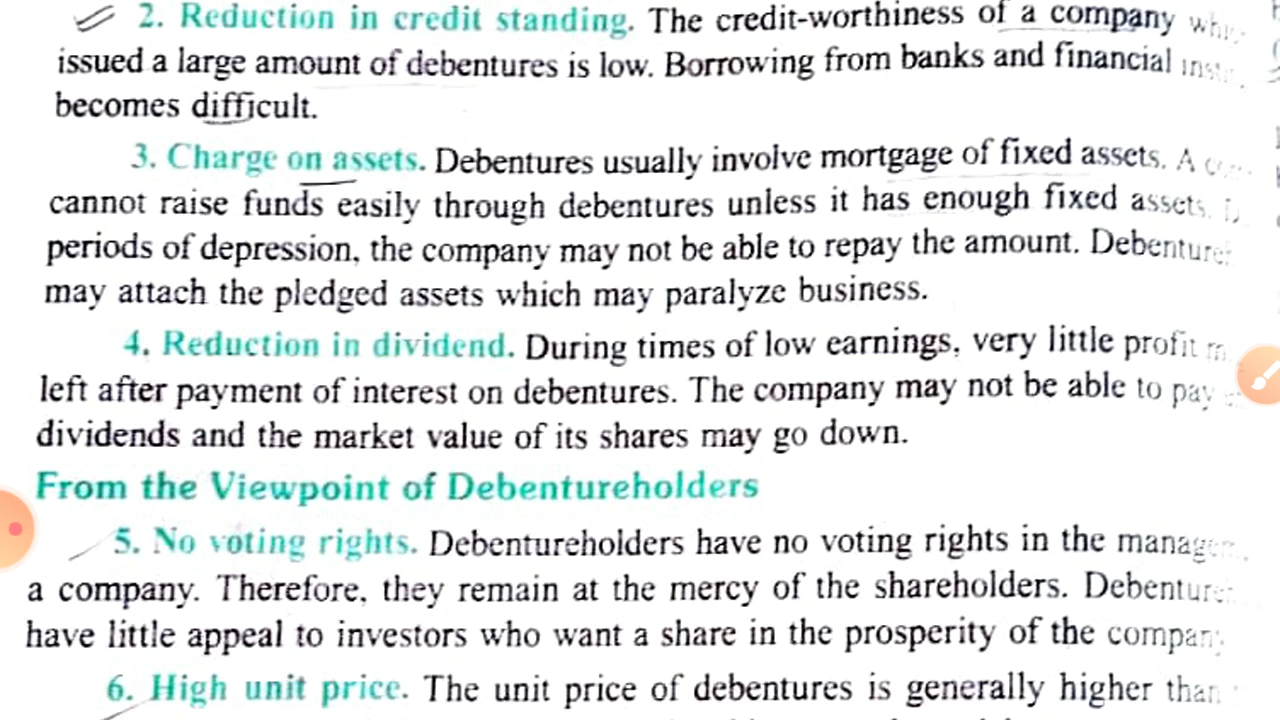 2. Reduction in credit standing. The credit-worthiness of a company
issued a large amount of debentures is low. Borrowing from banks and financial
becomes difficult.
3. Charge on assets. Debentures usually involve mortgage of fixed assets. A
cannot raise funds easily through debentures unless it has enough fixed assets.
periods of depression, the company may not be able to repay the amount.
may attach the pledged assets which may paralyze business.
4. Reduction in dividend. During times of low earnings, very little profit
left after payment of interest on debentures. The company may not be able to pay
dividends and the market value of its shares may go down.
From the Viewpoint of Debentureholders
5. No voting rights. Debentureholders have no voting rights in the
a company. Therefore, they remain at the mercy of the shareholders.
have little appeal to investors who want a share in the prosperity of the
6. High unit price. The unit price of debentures is generally higher than